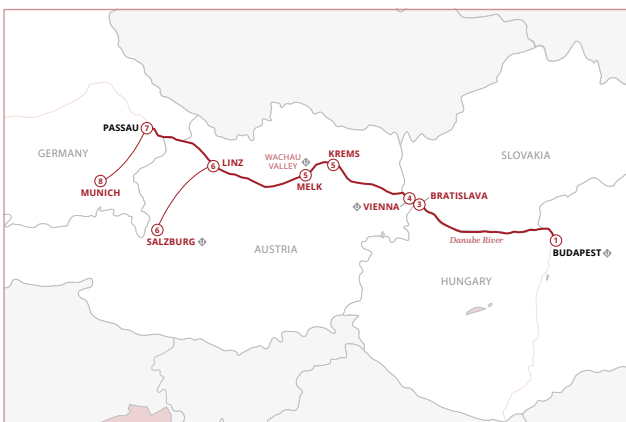 PASSAU
7
GERMANY
8
MUNICH
6
LINZ
6
SALZBURG
WACHAU
VALLEY
KREMS
5
5
MELK
AUSTRIA
SLOVAKIA
VIENNA
4
BRATISLAVA
3
Danube River
1
BUDAPEST
HUNGARY